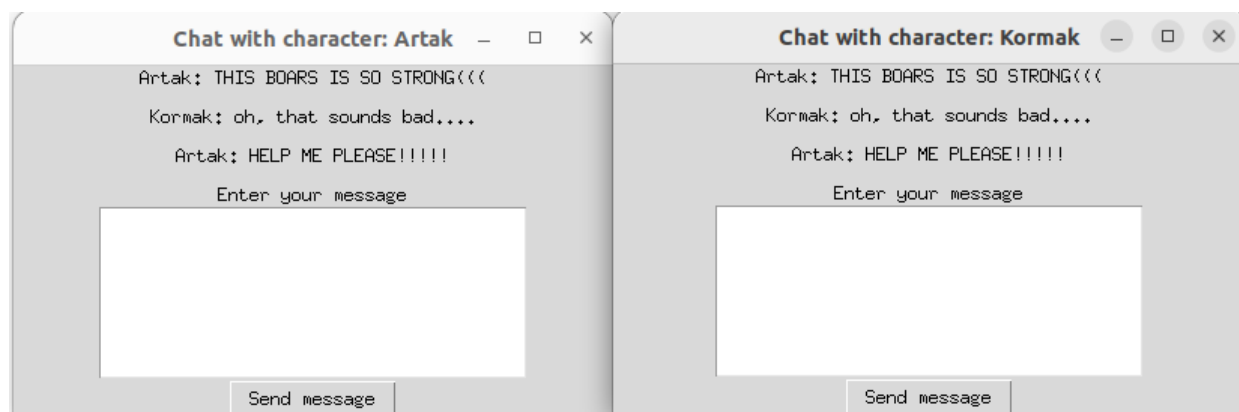 Chat with character: Artak
Artak: THIS BOARS IS SO STRONG(((
Kormak: oh, that sounds bad....
Artak: HELP ME PLEASE!!!!!
Enter your message
Send message
Chat with character: Kormak
Artak: THIS BOARS IS SO STRONG(((
Kormak: oh, that sounds bad....
Artak: HELP ME PLEASE!!!!!
Enter your message
Send message